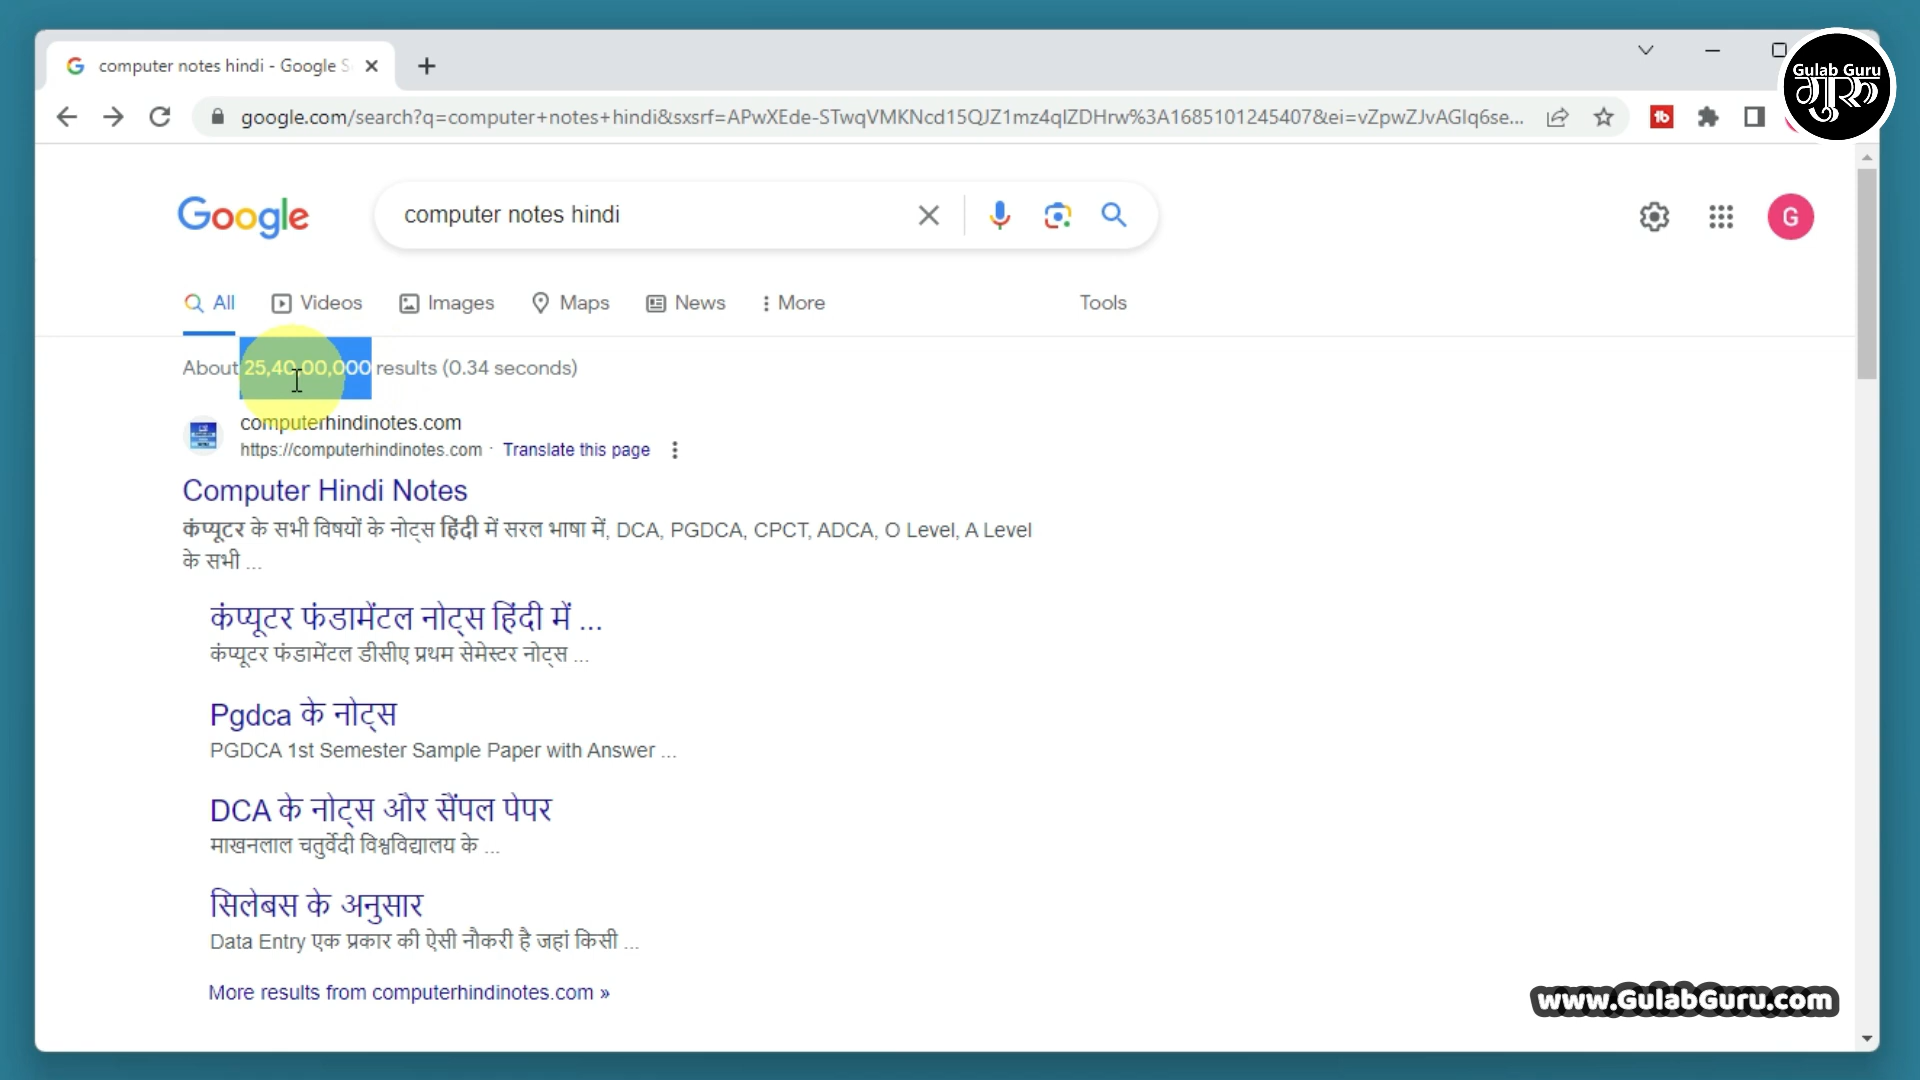 computer notes hindi - Google S
Gulab Guru
गुरु
google.com/search?q=computer+notes+hindi&sxsrf=APwXEde-STwqVMKNcd15QJZ1mz4qlZDHrw%3A1685101245407&ei=vZpwZJvAGlq6se...
Google
computer notes hindi
G
All Videos Images Maps News More Tools
About 25,40,00,000 results (0.34 seconds)
computerhindinotes.com
https://computerhindinotes.com · Translate this page
Computer Hindi Notes
कंप्यूटर के सभी विषयों के नोट्स हिंदी में सरल भाषा में, DCA, PGDCA, CPCT, ADCA, O Level, A Level
के सभी ...
कंप्यूटर फंडामेंटल नोट्स हिंदी में ...
कंप्यूटर फंडामेंटल डीसीए प्रथम सेमेस्टर नोट्स ...
Pgdca के नोट्स
PGDCA 1st Semester Sample Paper with Answer ...
DCA के नोट्स और सैंपल पेपर
माखनलाल चतुर्वेदी विश्वविद्यालय के ...
सिलेबस के अनुसार
Data Entry एक प्रकार की ऐसी नौकरी है जहां किसी ...
More results from computerhindinotes.com »
www.GulabGuru.com